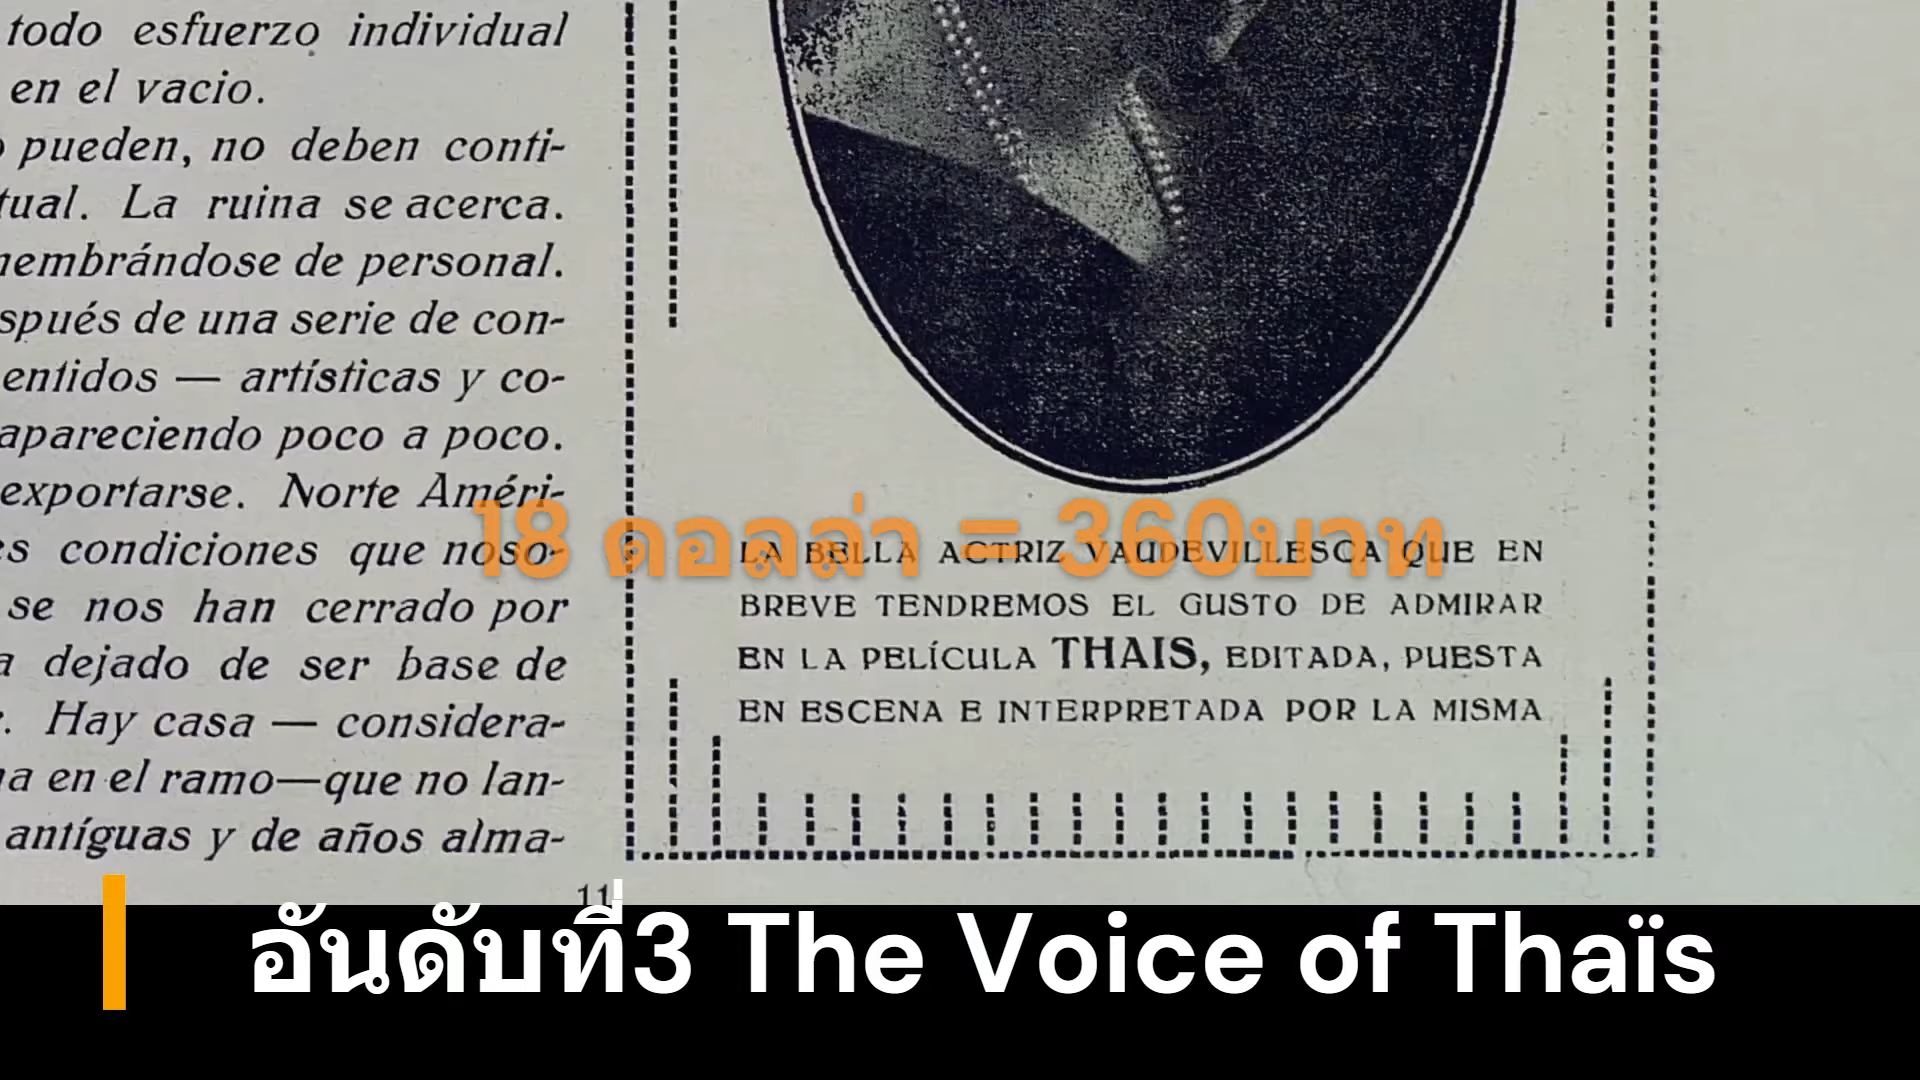 todo esfuerzo individual
en el vacio.
pueden, no deben conti-
tual. La ruina se acerca.
membrándose de personal.
spués de una serie de con-
entidos — artísticas y co-
apareciendo poco a poco.
exportarse. Norte Améri-
es condiciones que noso-
se nos han cerrado por
a dejado de ser base de
. Hay casa — considera-
na en el ramo—que no lan-
antíguas y de años alma-
11
LA BELLA ACTRIZ VAUDEVILLESCA QUE EN
BREVE TENDREMOS EL GUSTO DE ADMIRAR
EN LA PELÍCULA THAIS, EDITADA, PUESTA
EN ESCENA E INTERPRETADA POR LA MISMA
18 ดอลล่า = 360บาท
อันดับที่3 The Voice of Thaïs